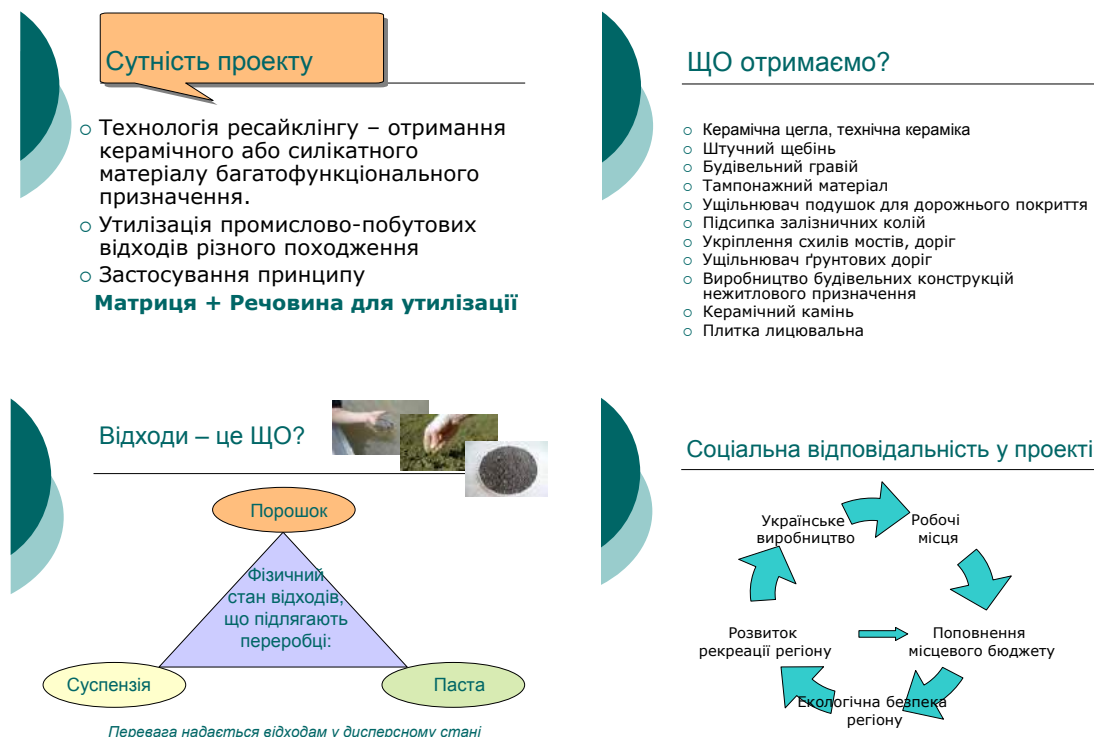 Сутність проекту
Технологія ресайклінгу – отримання
керамічного або силікатного
матеріалу багатофункціонального
призначення.
Утилізація промислово-побутових
відходів різного походження
Застосування принципу
Матриця + Речовина для утилізації
ЩО отримаємо?
Керамічна цегла, технічна кераміка
Штучний щебінь
Будівельний гравій
Тампонажний матеріал
Ущільнювач подушок для дорожнього покриття
Підсипка залізничних колій
Укріплення схилів мостів, доріг
Ущільнювач ґрунтових доріг
Виробництво будівельних конструкцій
нежитлового призначення
Керамічний камінь
Плитка лицювальна
Відходи – це ЩО?
Порошок
Фізичний
стан відходів,
що підлягають
переробці:
Суспензія
Паста
Перевага надається відходам у дисперсному стані
Соціальна відповідальність у проекті
Українське
виробництво
Робочі
місця
Розвиток
рекреації регіону
Поповнення
місцевого бюджету
Екологічна безпека
регіону